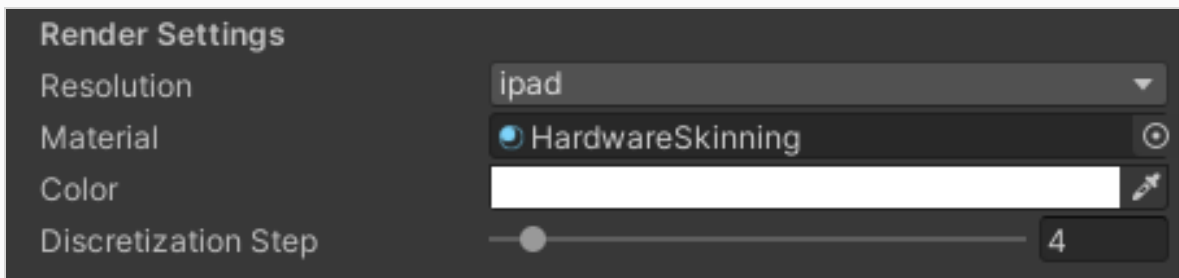 Render Settings
Resolution ipad
Material HardwareSkinning
Color
Discretization Step 4